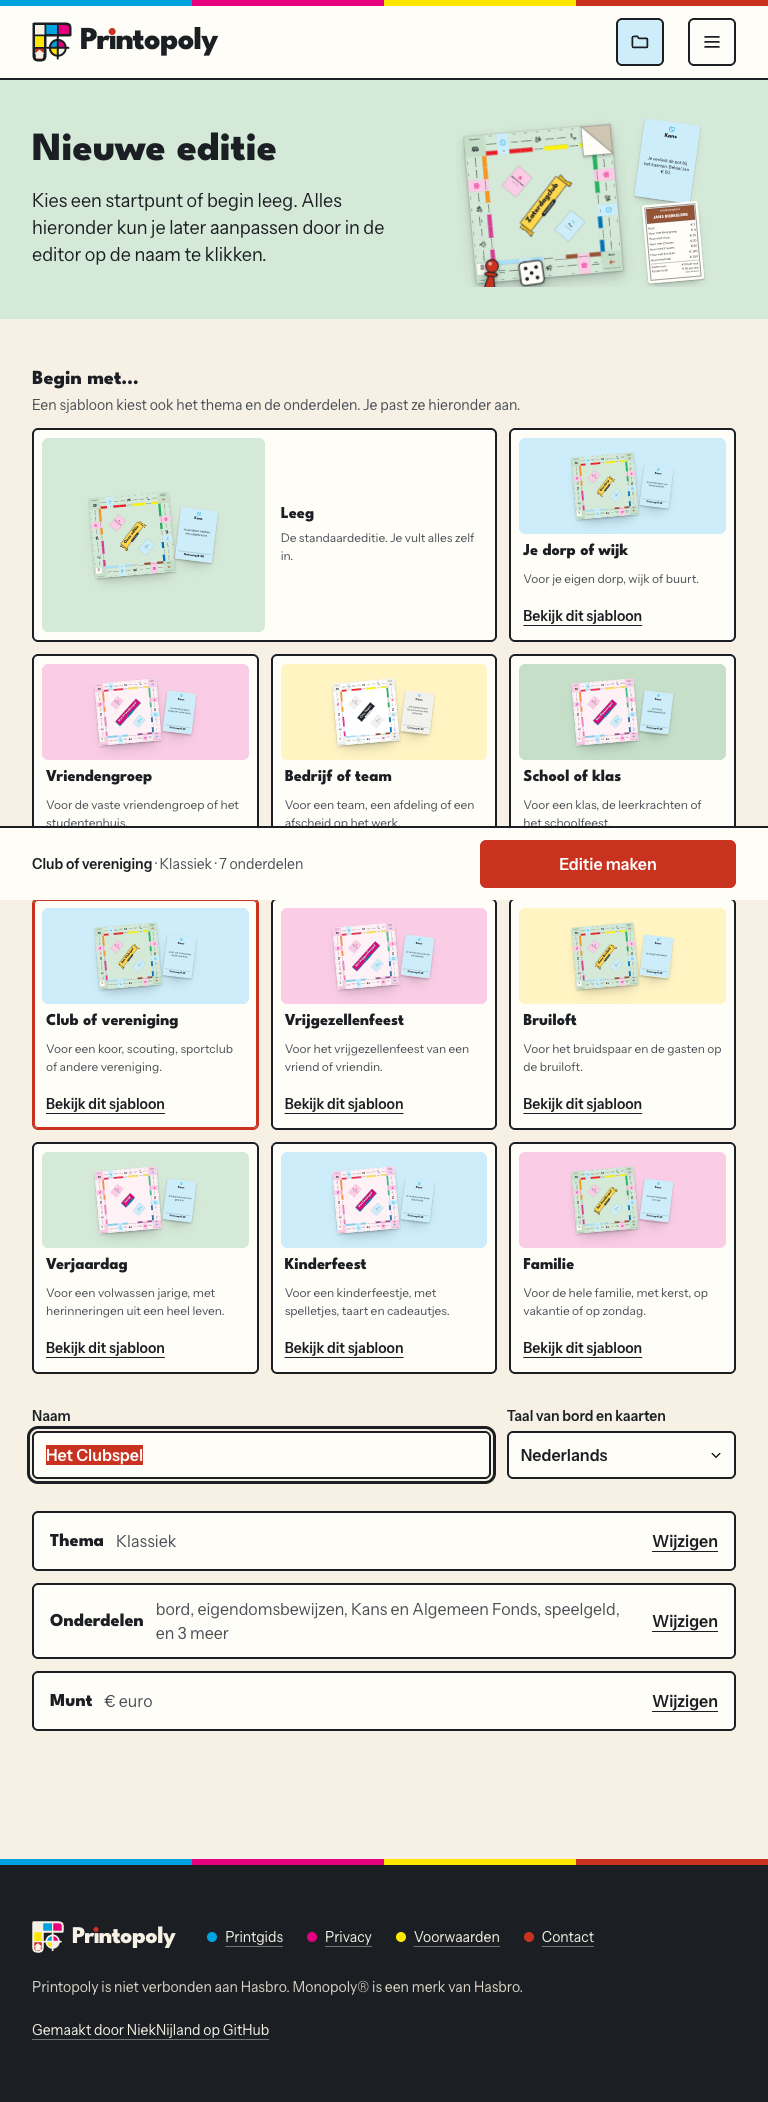 Printopoly
Nieuwe editie
Kies een startpunt of begin leeg. Alles
hieronder kun je later aanpassen door in de
editor op de naam te klikken.
Zaterdagclub
Kans
Begin met...
Een sjabloon kiest ook het thema en de onderdelen. Je past ze hieronder aan.
Leeg
De standaardeditie. Je vult alles zelf
in.
Je dorp of wijk
Voor je eigen dorp, wijk of buurt.
Bekijk dit sjabloon
Vriendengroep
Voor de vaste vriendengroep of het
studentenhuis.
Bedrijf of team
Voor een team, een afdeling of een
afscheid op het werk.
School of klas
Voor een klas, de leerkrachten of
het schoolfeest.
Club of vereniging · Klassiek · 7 onderdelen
Editie maken
Club of vereniging
Voor een koor, scouting, sportclub
of andere vereniging.
Bekijk dit sjabloon
Vrijgezellenfeest
Voor het vrijgezellenfeest van een
vriend of vriendin.
Bekijk dit sjabloon
Bruiloft
Voor het bruidspaar en de gasten op
de bruiloft.
Bekijk dit sjabloon
Verjaardag
Voor een volwassen jarige, met
herinneringen uit een heel leven.
Bekijk dit sjabloon
Kinderfeest
Voor een kinderfeestje, met
spelletjes, taart en cadeautjes.
Bekijk dit sjabloon
Familie
Voor de hele familie, met kerst, op
vakantie of op zondag.
Bekijk dit sjabloon
Naam
Het Clubspel
Taal van bord en kaarten
Nederlands
Thema Klassiek Wijzigen
Onderdelen bord, eigendomsbewijzen, Kans en Algemeen Fonds, speelgeld,
en 3 meer Wijzigen
Munt € euro Wijzigen
Printopoly
Printgids Privacy Voorwaarden Contact
Printopoly is niet verbonden aan Hasbro. Monopoly® is een merk van Hasbro.
Gemaakt door NiekNijland op GitHub